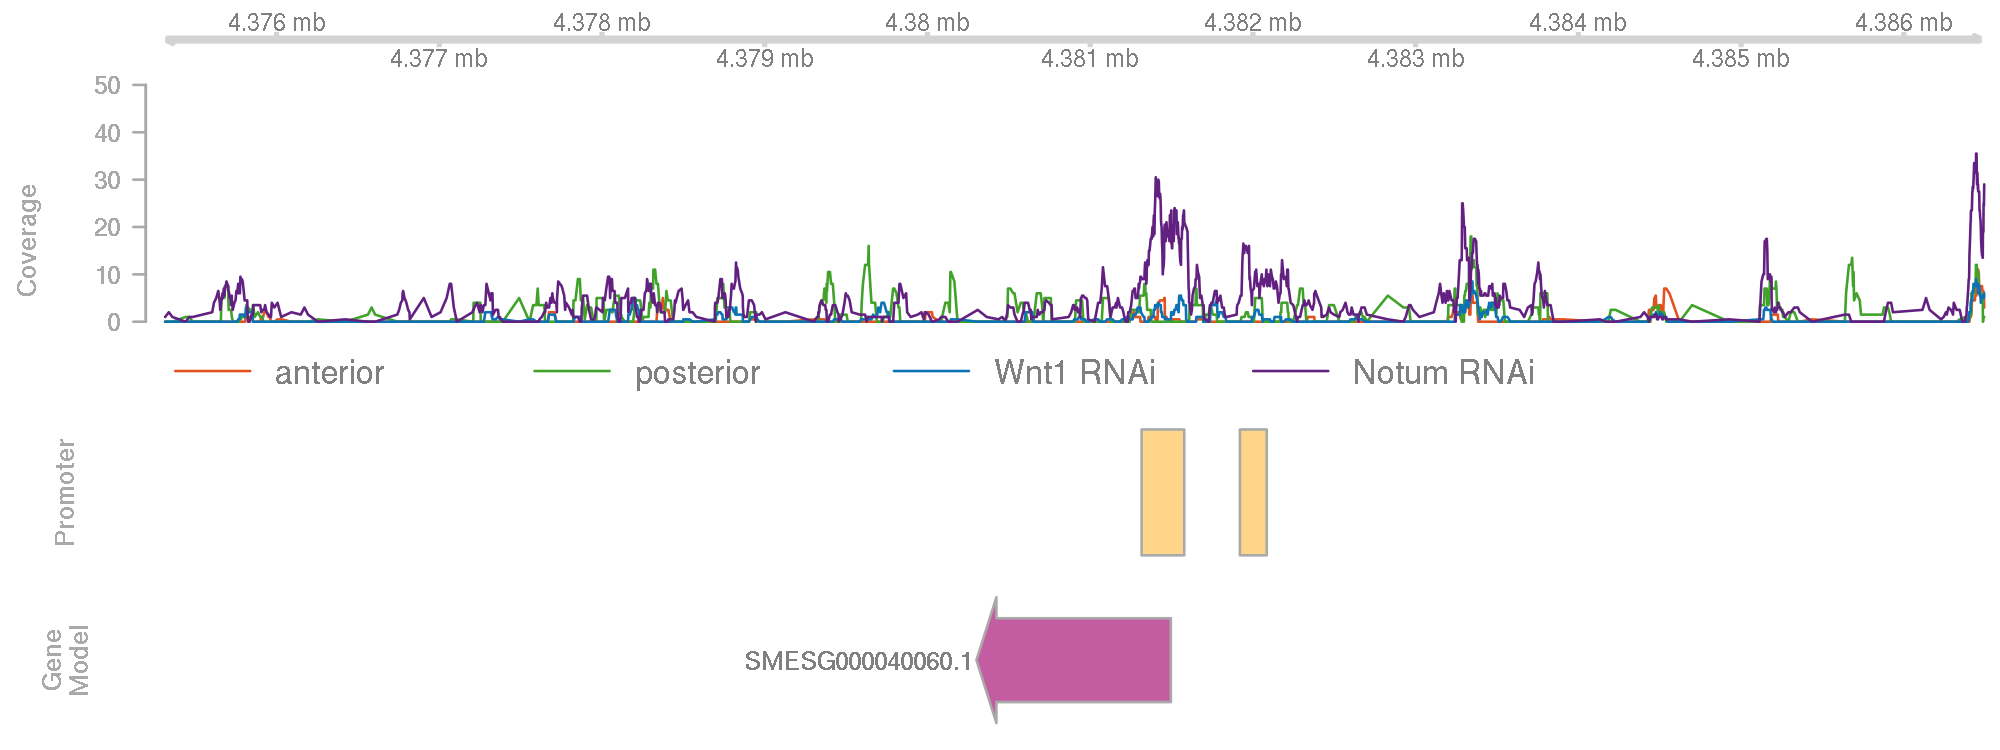 4.376 mb 4.378 mb 4.38 mb 4.382 mb 4.384 mb 4.386 mb
4.377 mb 4.379 mb 4.381 mb 4.383 mb 4.385 mb
50
40
30
20
10
0
Coverage
anterior posterior Wnt1 RNAi Notum RNAi
Promoter
Gene
Model
SMESG000040060.1